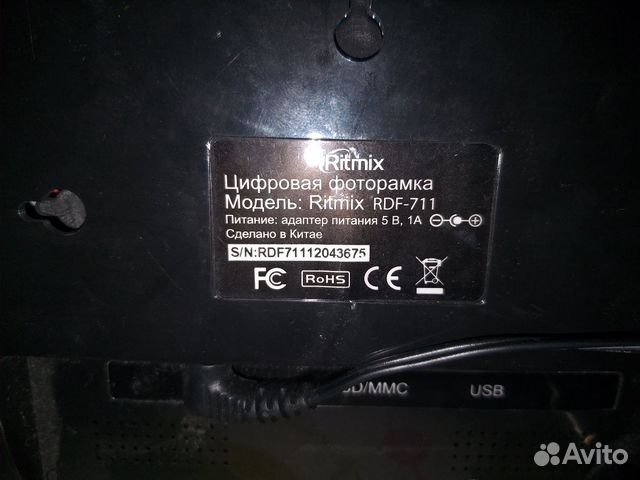 Ritmix
Цифровая фоторамка
Модель: Ritmix RDF-711
Питание: адаптер питания 5 В, 1А
Сделано в Китае
S/N:RDF71112043675
FC RoHS CE
SD/MMC USB
Avito